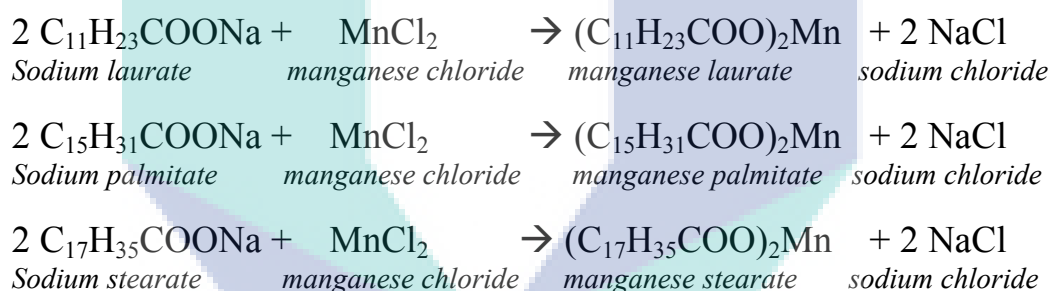 2 C₁₁H₂₃COONa + MnCl₂ → (C₁₁H₂₃COO)₂Mn + 2 NaCl
Sodium laurate manganese chloride manganese laurate sodium chloride
2 C₁₅H₃₁COONa + MnCl₂ → (C₁₅H₃₁COO)₂Mn + 2 NaCl
Sodium palmitate manganese chloride manganese palmitate sodium chloride
2 C₁₇H₃₅COONa + MnCl₂ → (C₁₇H₃₅COO)₂Mn + 2 NaCl
Sodium stearate manganese chloride manganese stearate sodium chloride